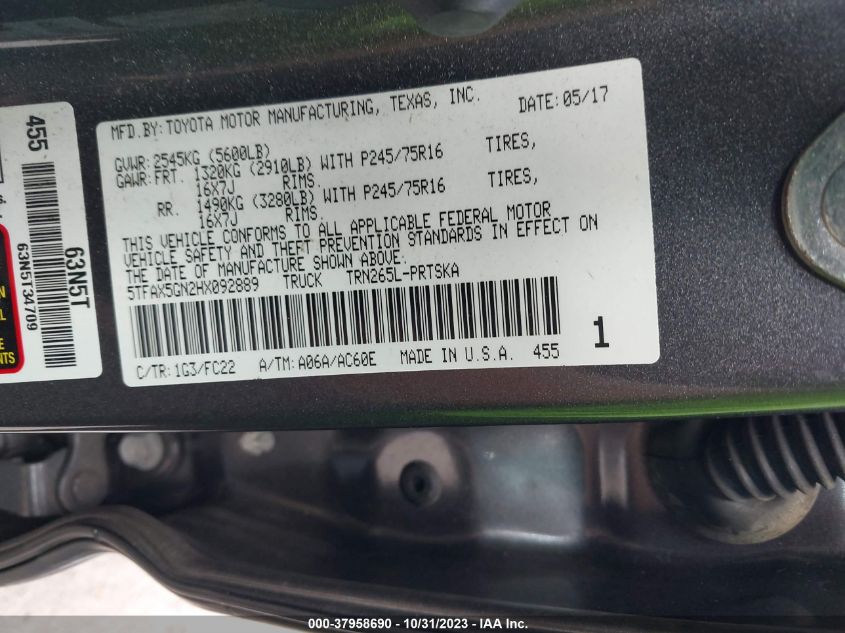 MFD.BY:TOYOTA MOTOR MANUFACTURING, TEXAS, INC. DATE:05/17
GVWR:2545KG (5600LB)
GAWR:FRT. 1320KG (2910LB) WITH P245/75R16 TIRES,
16X7J RIMS.
RR. 1490KG (3280LB) WITH P245/75R16 TIRES,
16X7J RIMS.
THIS VEHICLE CONFORMS TO ALL APPLICABLE FEDERAL MOTOR
VEHICLE SAFETY AND THEFT PREVENTION STANDARDS IN EFFECT ON
THE DATE OF MANUFACTURE SHOWN ABOVE.
5TFAX5GN2HX092889 TRUCK TRN265L-PRTSKA
C/TR:1G3/FC22 A/TM:A06A/AC60E MADE IN U.S.A. 455
1
455
63N5T
63N5T34709
000-37958690 - 10/31/2023 - IAA Inc.